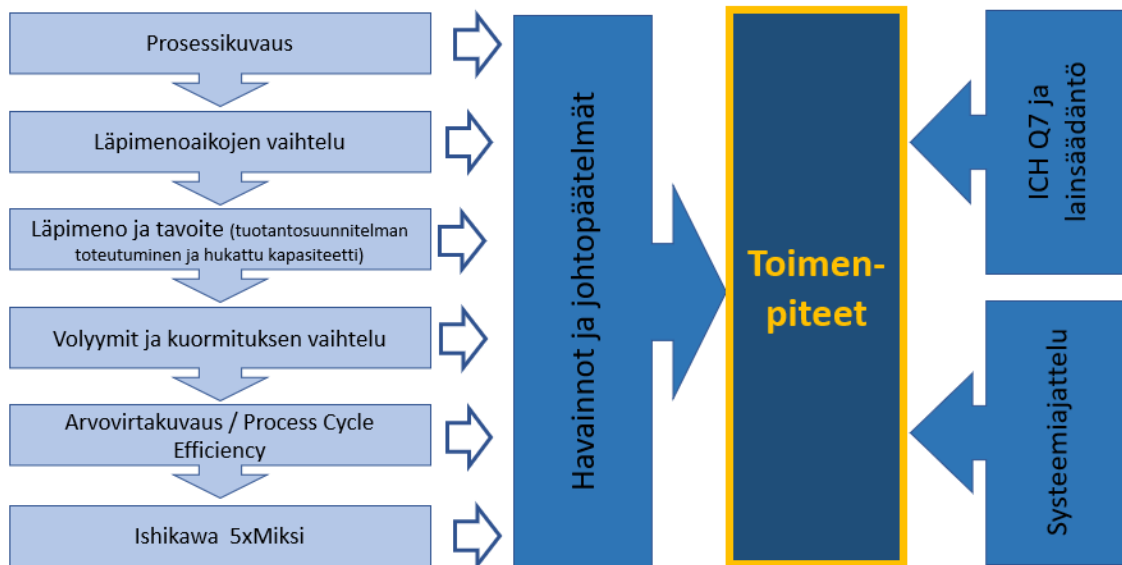 Prosessikuvaus
Läpimenoaikojen vaihtelu
Läpimeno ja tavoite (tuotantosuunnitelman
toteutuminen ja hukattu kapasiteetti)
Volyymit ja kuormituksen vaihtelu
Arvovirtakuvaus / Process Cycle
Efficiency
Ishikawa 5xMiksi
Havainnot ja johtopäätelmät
Toimen-
piteet
ICH Q7 ja
lainsäädäntö
Systeemiajattelu